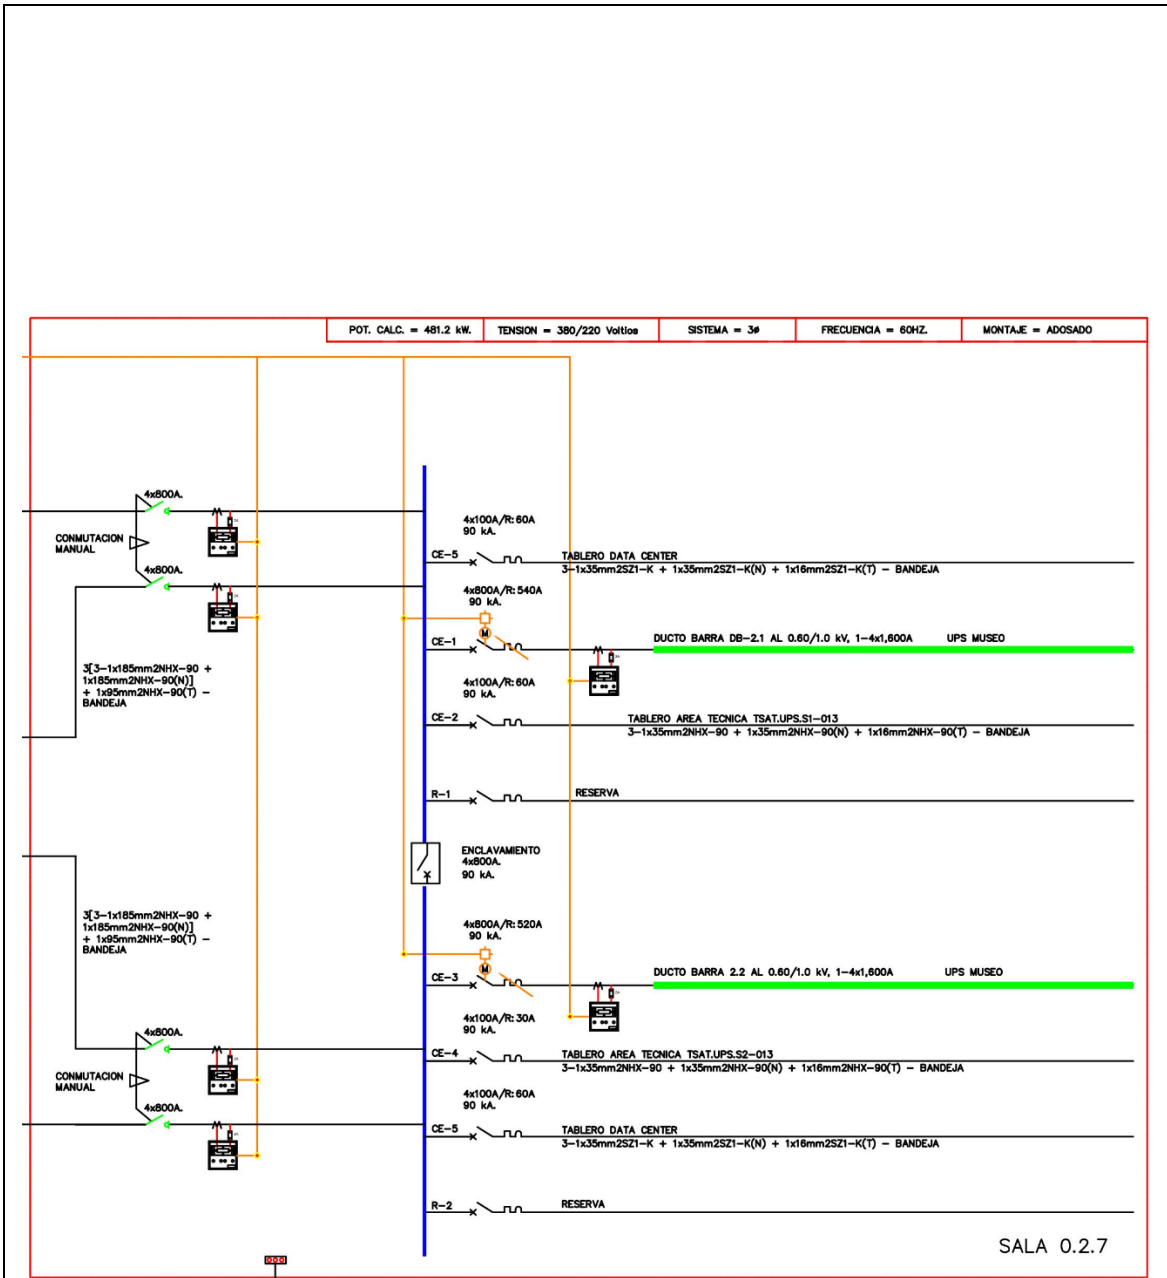 POT. CALC. = 481.2 kW.
TENSION = 380/220 Voltios
SISTEMA = 3ø
FRECUENCIA = 60HZ.
MONTAJE = ADOSADO
4x800A.
CONMUTACION
MANUAL
4x800A.
3[3-1x185mm2NHX-90 +
1x185mm2NHX-90(N)]
+ 1x95mm2NHX-90(T) -
BANDEJA
4x100A/R:60A
90 kA.
CE-5
TABLERO DATA CENTER
3-1x35mm2SZ1-K + 1x35mm2SZ1-K(N) + 1x16mm2SZ1-K(T) - BANDEJA
4x800A/R:540A
90 kA.
M
CE-1
DUCTO BARRA DB-2.1 AL 0.60/1.0 kV, 1-4x1,600A
UPS MUSEO
4x100A/R:60A
90 kA.
CE-2
TABLERO AREA TECNICA TSAT.UPS.S1-013
3-1x35mm2NHX-90 + 1x35mm2NHX-90(N) + 1x16mm2NHX-90(T) - BANDEJA
R-1
RESERVA
ENCLAVAMIENTO
4x800A.
90 kA.
3[3-1x185mm2NHX-90 +
1x185mm2NHX-90(N)]
+ 1x95mm2NHX-90(T) -
BANDEJA
4x800A/R:520A
90 kA.
M
CE-3
DUCTO BARRA 2.2 AL 0.60/1.0 kV, 1-4x1,600A
UPS MUSEO
4x100A/R:30A
90 kA.
4x800A.
CE-4
TABLERO AREA TECNICA TSAT.UPS.S2-013
3-1x35mm2NHX-90 + 1x35mm2NHX-90(N) + 1x16mm2NHX-90(T) - BANDEJA
CONMUTACION
MANUAL
4x800A.
4x100A/R:60A
90 kA.
CE-5
TABLERO DATA CENTER
3-1x35mm2SZ1-K + 1x35mm2SZ1-K(N) + 1x16mm2SZ1-K(T) - BANDEJA
R-2
RESERVA
SALA 0.2.7